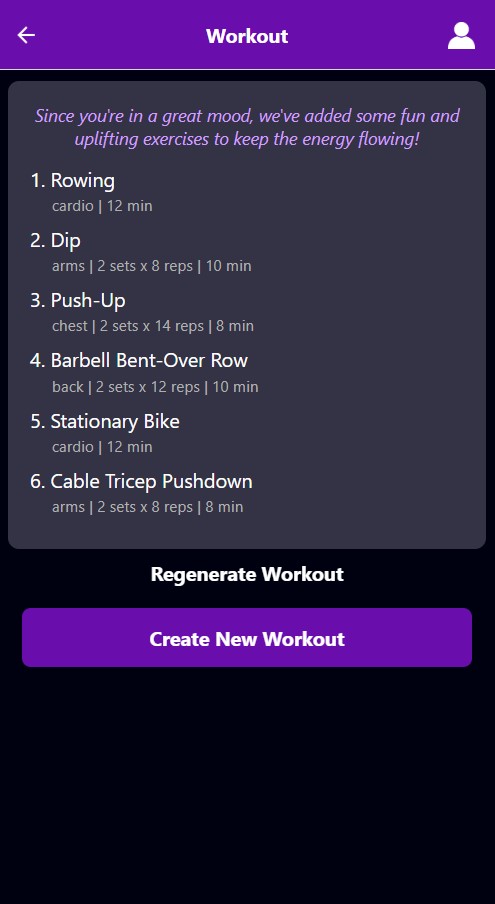 Workout
Since you're in a great mood, we've added some fun and
uplifting exercises to keep the energy flowing!
1. Rowing
cardio | 12 min
2. Dip
arms | 2 sets x 8 reps | 10 min
3. Push-Up
chest | 2 sets x 14 reps | 8 min
4. Barbell Bent-Over Row
back | 2 sets x 12 reps | 10 min
5. Stationary Bike
cardio | 12 min
6. Cable Tricep Pushdown
arms | 2 sets x 8 reps | 8 min
Regenerate Workout
Create New Workout